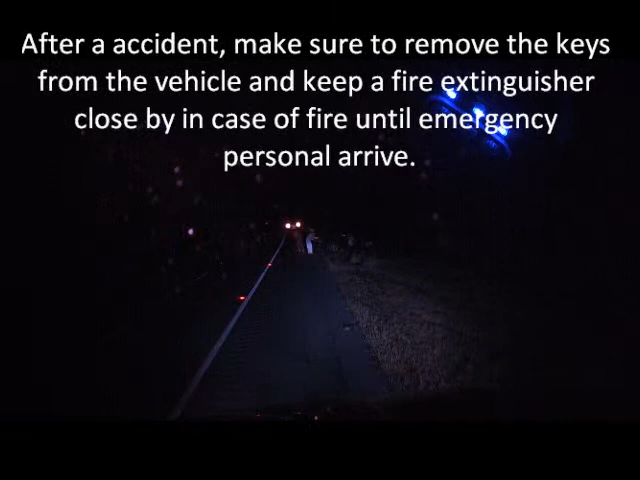 After a accident, make sure to remove the keys
from the vehicle and keep a fire extinguisher
close by in case of fire until emergency
personal arrive.